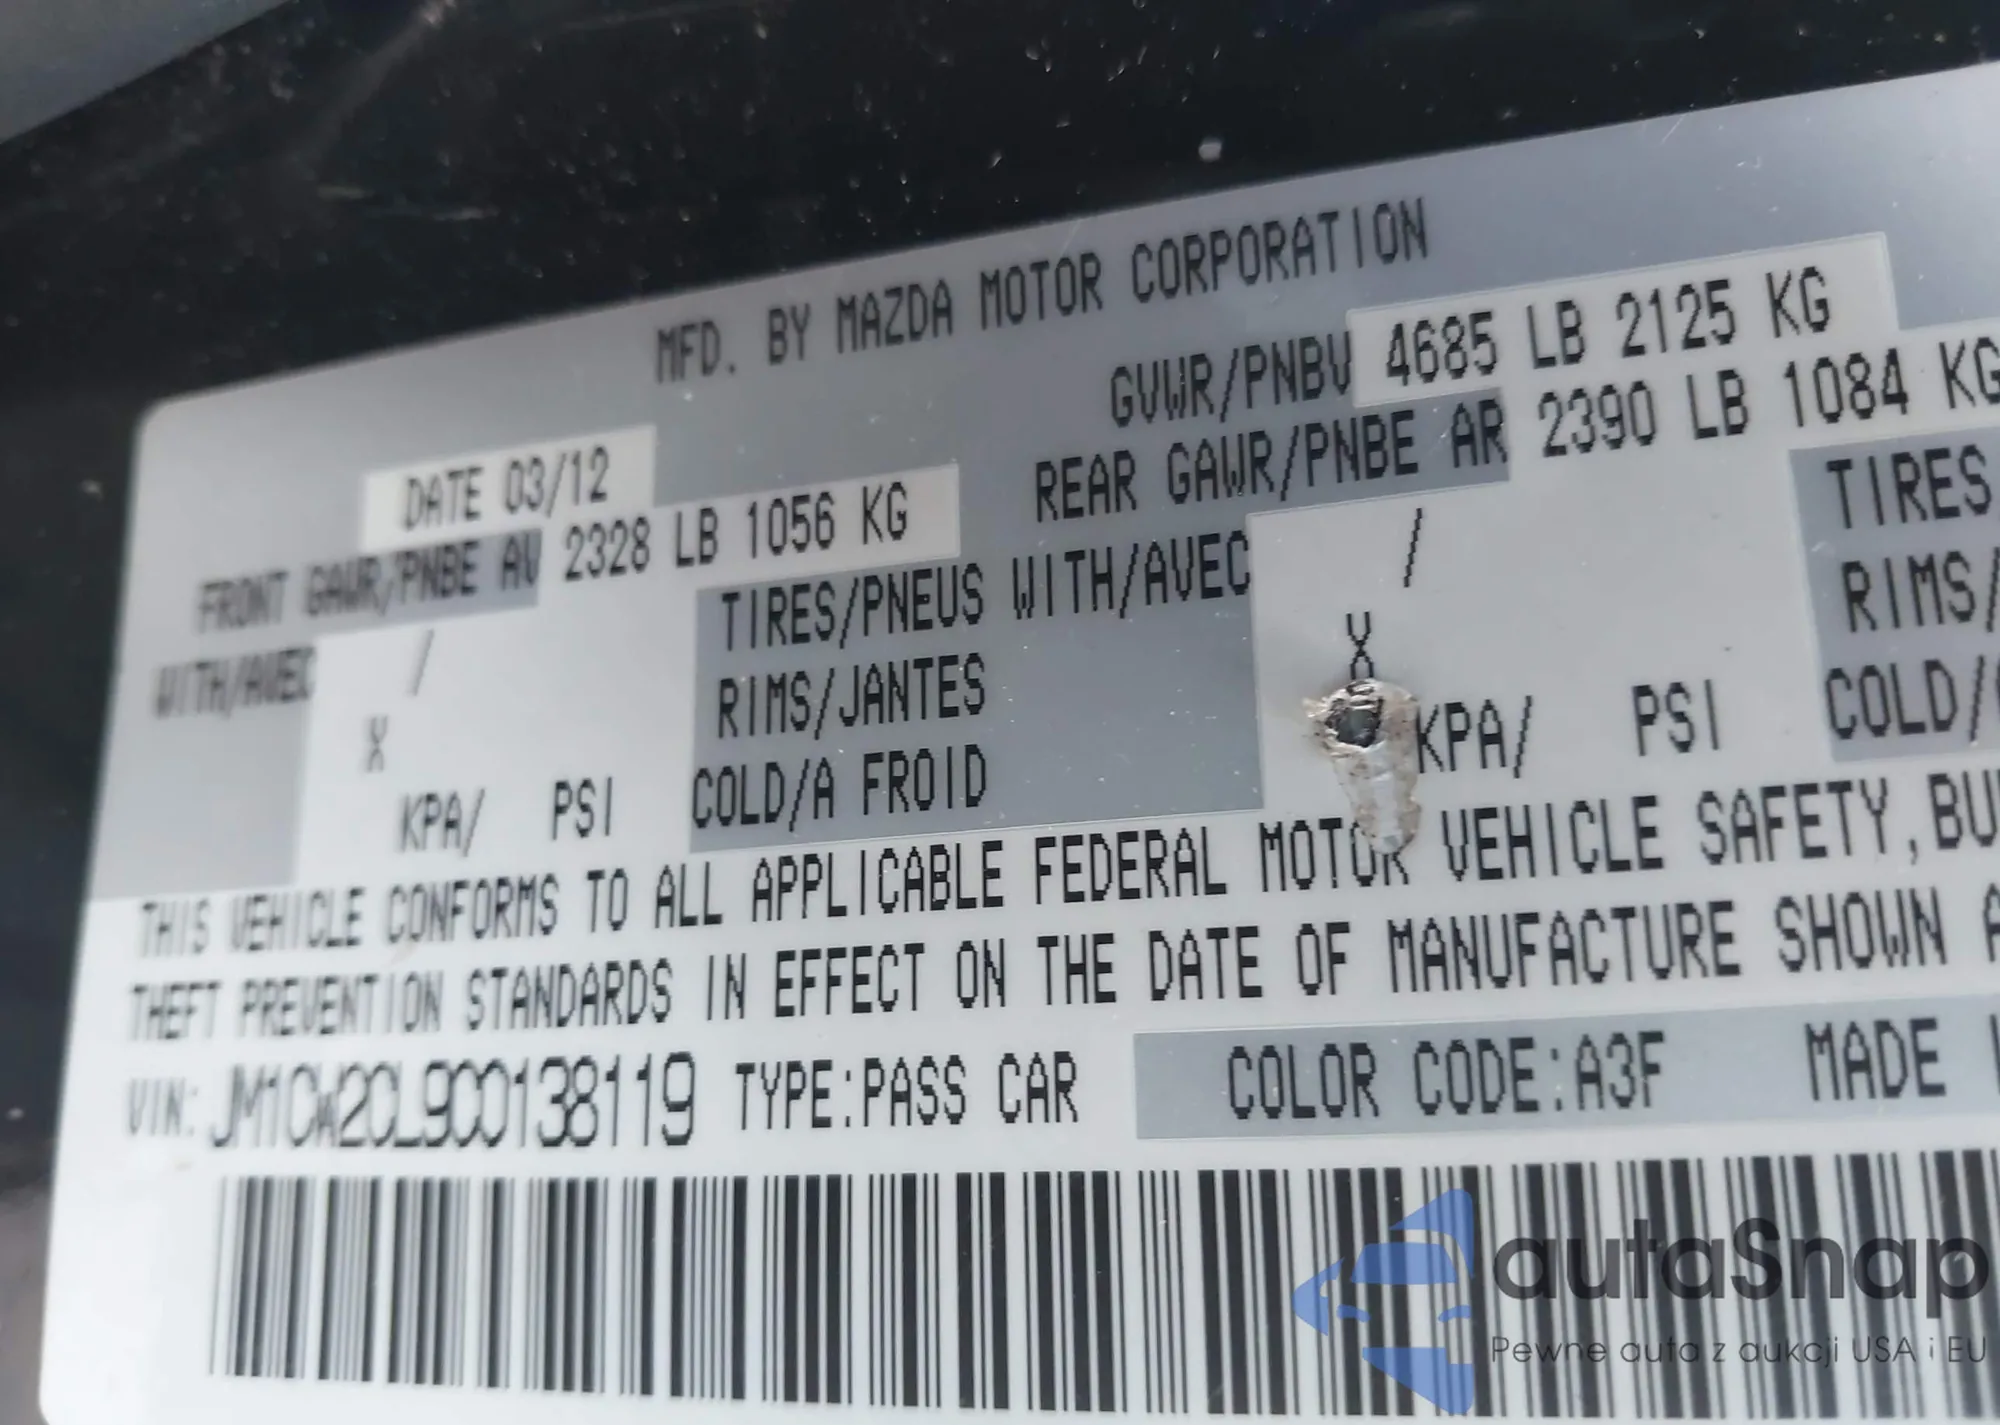 MFD. BY MAZDA MOTOR CORPORATION
DATE 03/12
GVWR/PNBV 4685 LB 2125 KG
FRONT GAWR/PNBE AV 2328 LB 1056 KG
REAR GAWR/PNBE AR 2390 LB 1084 KG
WITH/AVEC
/
TIRES/PNEUS WITH/AVEC
/
TIRES
X
RIMS/JANTES
X
RIMS/
KPA/ PSI
COLD/A FROID
KPA/ PSI
COLD/
THIS VEHICLE CONFORMS TO ALL APPLICABLE FEDERAL MOTOR VEHICLE SAFETY, BU
THEFT PREVENTION STANDARDS IN EFFECT ON THE DATE OF MANUFACTURE SHOWN A
VIN: JM1CW2CL9C0138119 TYPE:PASS CAR COLOR CODE:A3F MADE
autaSnap
Pewne auta z aukcji USA i EU